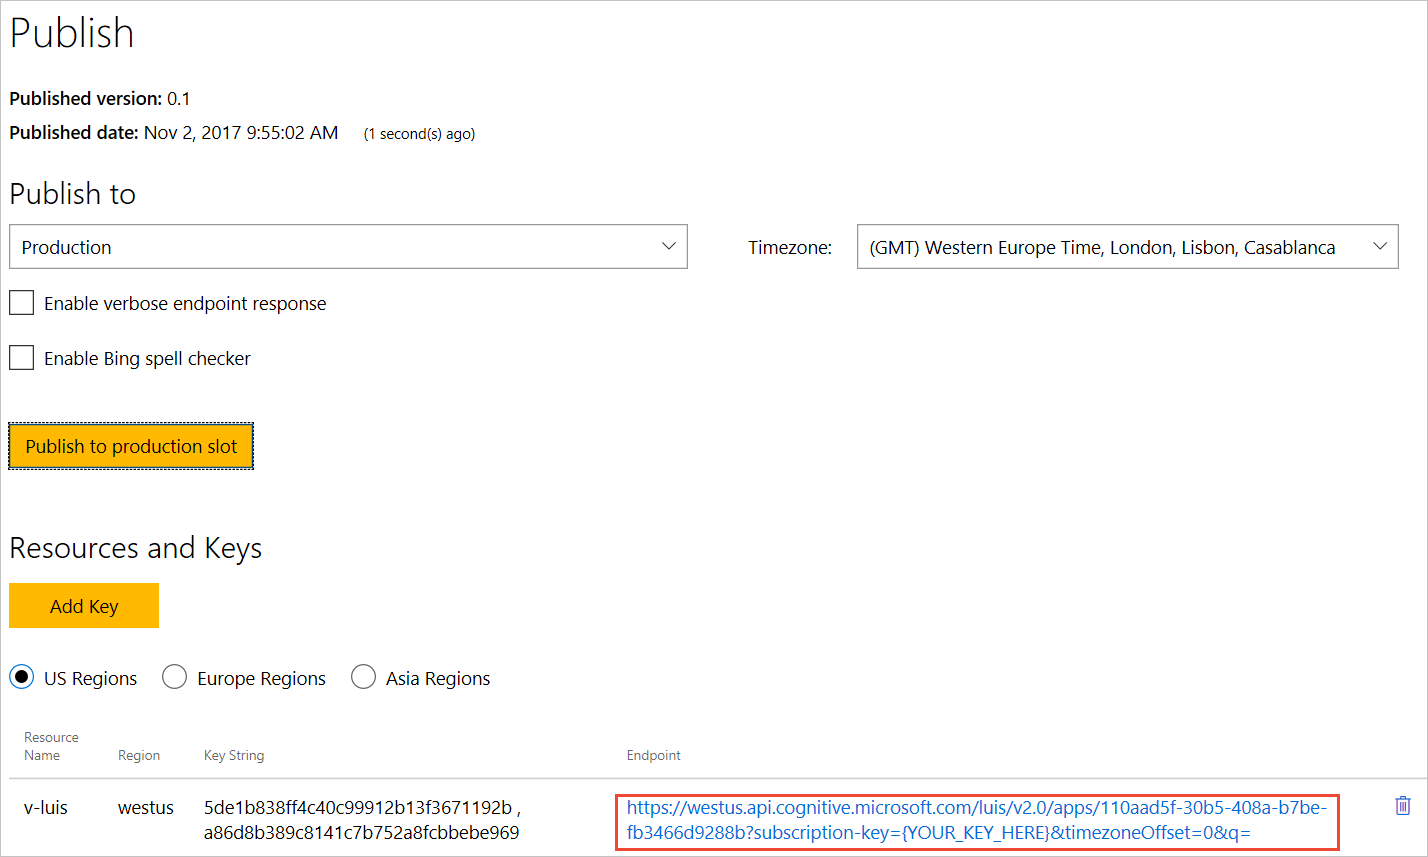 Publish
Published version: 0.1
Published date: Nov 2, 2017 9:55:02 AM (1 second(s) ago)
Publish to
Production
Timezone: (GMT) Western Europe Time, London, Lisbon, Casablanca
Enable verbose endpoint response
Enable Bing spell checker
Publish to production slot
Resources and Keys
Add Key
US Regions Europe Regions Asia Regions
Resource
Name Region Key String Endpoint
v-luis westus 5de1b838ff4c40c99912b13f3671192b , https://westus.api.cognitive.microsoft.com/luis/v2.0/apps/110aad5f-30b5-408a-b7be-
a86d8b389c8141c7b752a8fcbbebe969 fb3466d9288b?subscription-key={YOUR_KEY_HERE}&timezoneOffset=0&q=